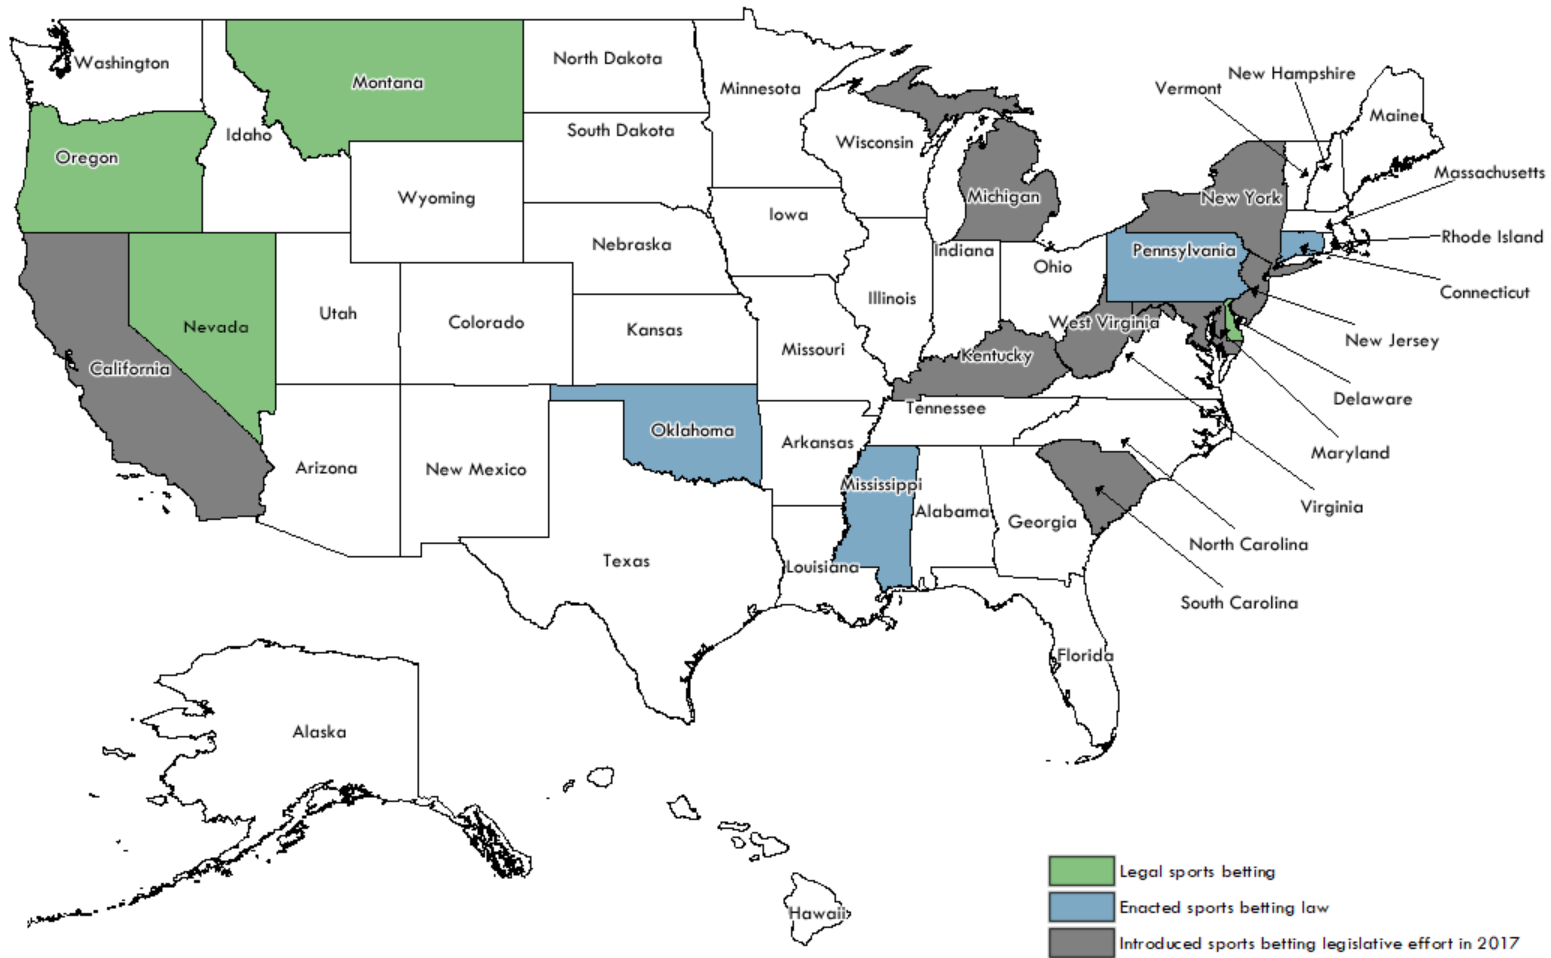 New Hampshire
Vermont
Washington
North Dakota
Montana
Minnesota
Maine
South Dakota
Idaho
Wisconsin
Oregon
Massachusetts
Wyoming
Michigan
New York
Iowa
Rhode Island
Nebraska
Indiana
Pennsylvania
Ohio
Connecticut
Illinois
Utah
Colorado
West Virginia
Nevada
Kansas
New Jersey
Missouri
Kentucky
California
Delaware
Tennessee
Oklahoma
Arkansas
Maryland
Arizona
New Mexico
Mississippi
Virginia
Alabama
Georgia
North Carolina
Texas
Louisiana
South Carolina
Florida
Alaska
Hawaii
Legal sports betting
Enacted sports betting law
Introduced sports betting legislative effort in 2017